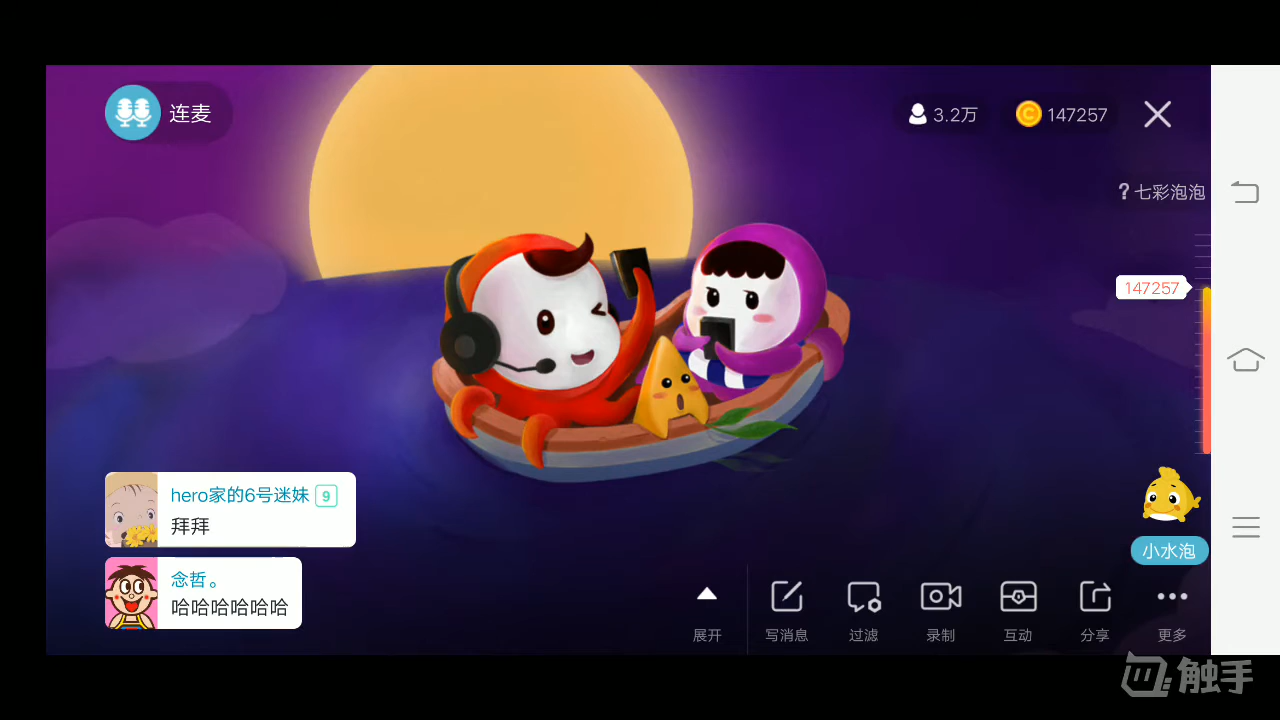 连麦
3.2万
147257
? 七彩泡泡
147257
hero家的6号迷妹 9
拜拜
念哲。
哈哈哈哈哈哈
小水泡
展开
写消息
过滤
录制
互动
分享
更多
触手